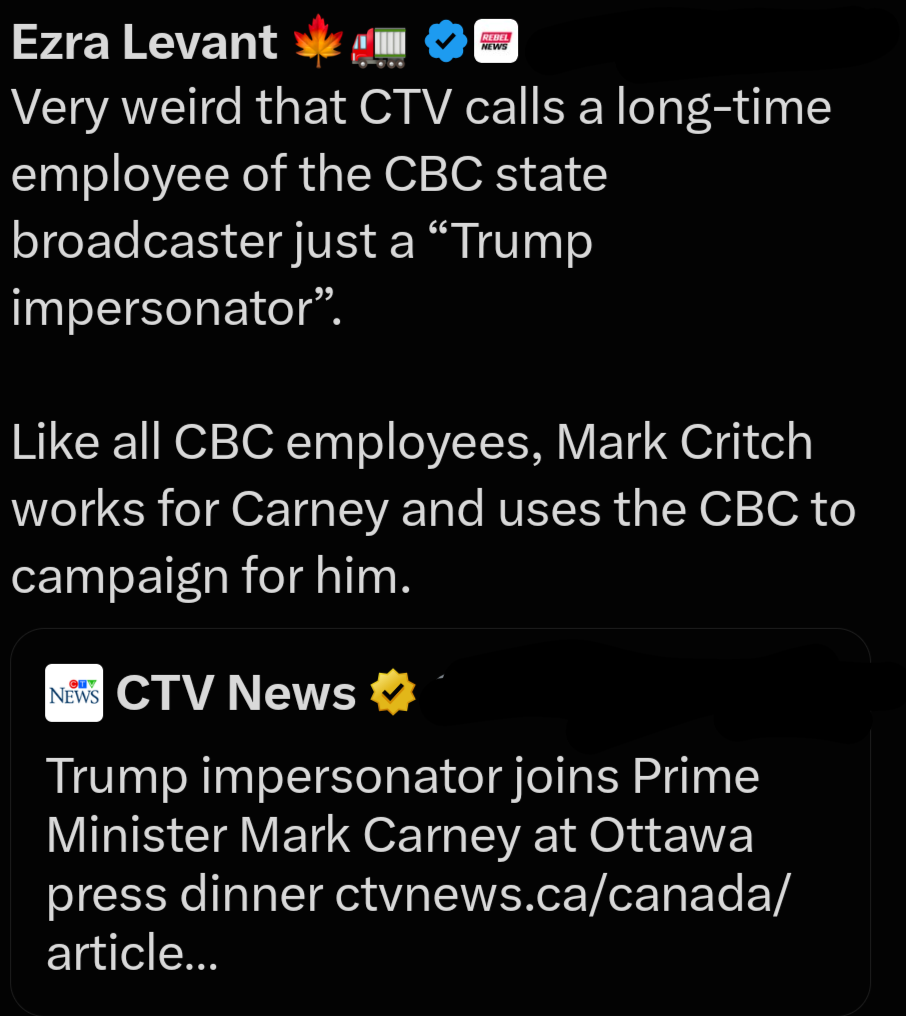 Ezra Levant 🍁🚛 REBEL NEWS
Very weird that CTV calls a long-time
employee of the CBC state
broadcaster just a “Trump
impersonator”.
Like all CBC employees, Mark Critch
works for Carney and uses the CBC to
campaign for him.
CTV NEWS CTV News
Trump impersonator joins Prime
Minister Mark Carney at Ottawa
press dinner ctvnews.ca/canada/
article...